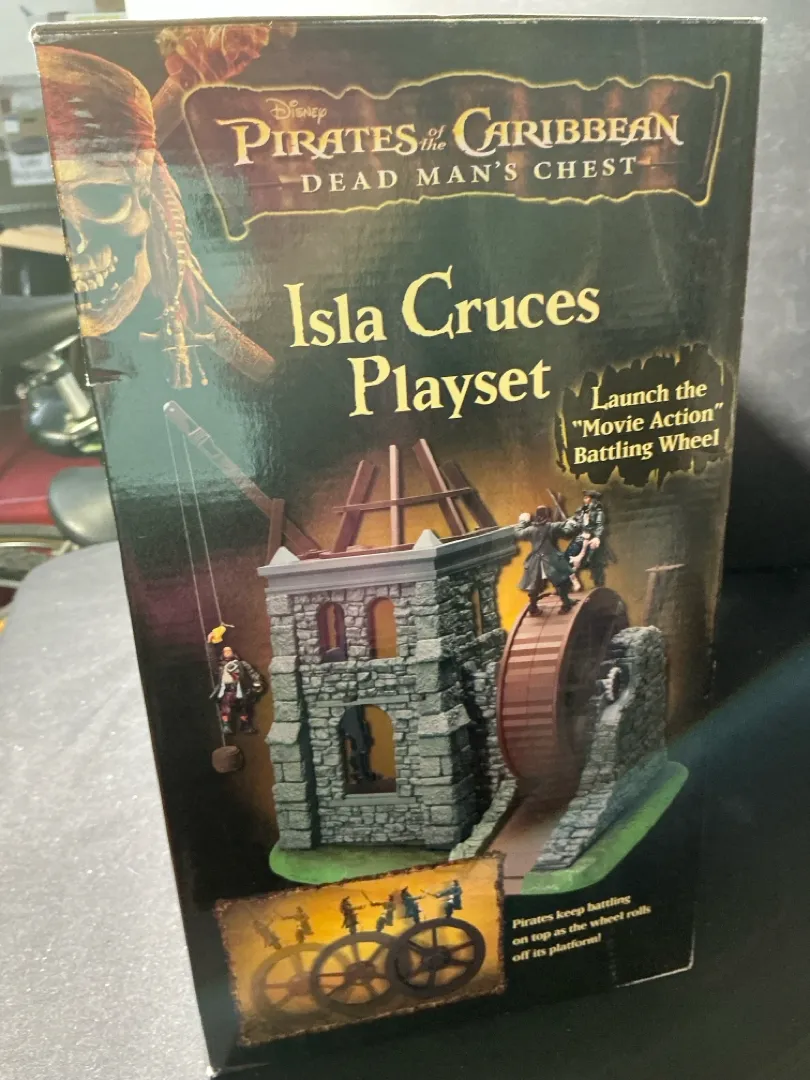 Disney
PIRATES of the CARIBBEAN
DEAD MAN'S CHEST
Isla Cruces
Playset
Launch the
"Movie Action"
Battling Wheel
Pirates keep battling
on top as the wheel rolls
off its platform!